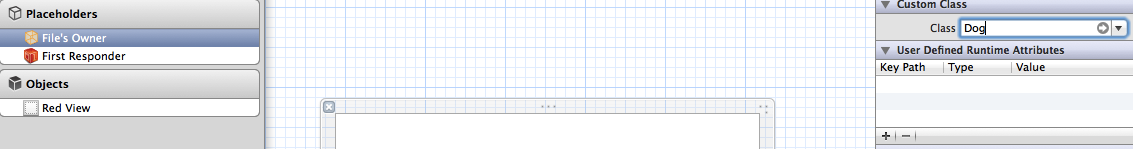 Placeholders
File's Owner
First Responder
Objects
Red View
Custom Class
Class Dog
User Defined Runtime Attributes
Key Path Type Value